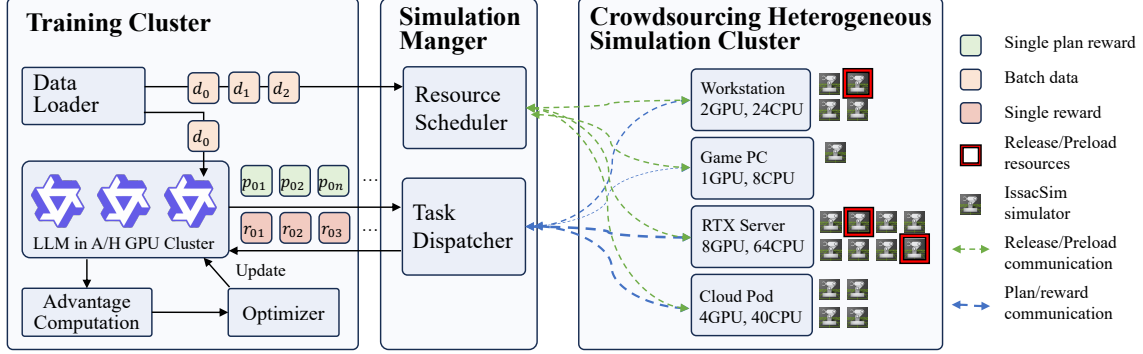 Training Cluster
Data
Loader
d0
d1
d2
d0
LLM in A/H GPU Cluster
p01
p02
p0n
...
r01
r02
r03
...
Update
Advantage
Computation
Optimizer
Simulation
Manger
Resource
Scheduler
Task
Dispatcher
Crowdsourcing Heterogeneous
Simulation Cluster
Workstation
2GPU, 24CPU
Game PC
1GPU, 8CPU
RTX Server
8GPU, 64CPU
Cloud Pod
4GPU, 40CPU
Single plan reward
Batch data
Single reward
Release/Preload
resources
IssacSim
simulator
Release/Preload
communication
Plan/reward
communication